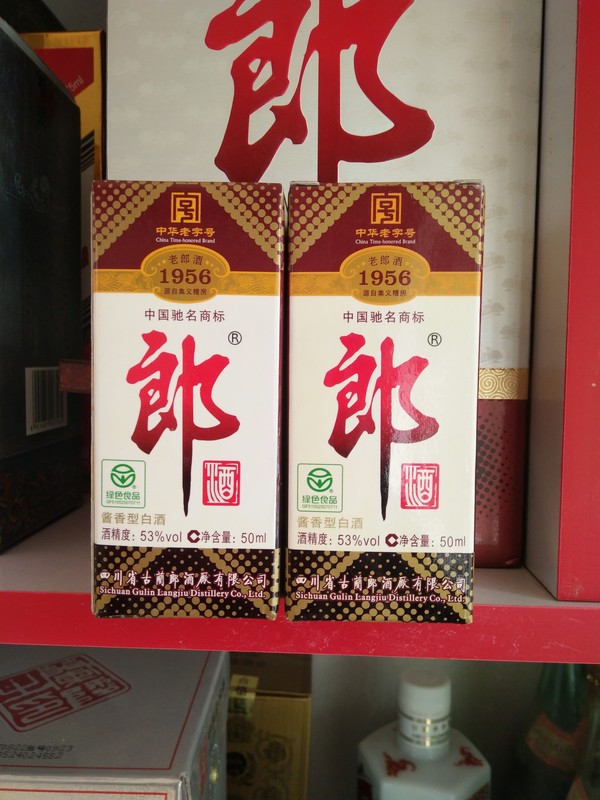 郎
中华老字号
China Time-honored Brand
老郎酒
1956
源自集义糟房
中国驰名商标
郎®
酒
绿色食品
酱香型白酒
酒精度：53%vol 净含量：50ml
四川省古蔺郎酒厂有限公司
Sichuan Gulin Langjiu Distillery Co., Ltd.
中华老字号
China Time-honored Brand
老郎酒
1956
源自集义糟房
中国驰名商标
郎®
酒
绿色食品
酱香型白酒
酒精度：53%vol 净含量：50ml
四川省古蔺郎酒厂有限公司
Sichuan Gulin Langjiu Distillery Co., Ltd.